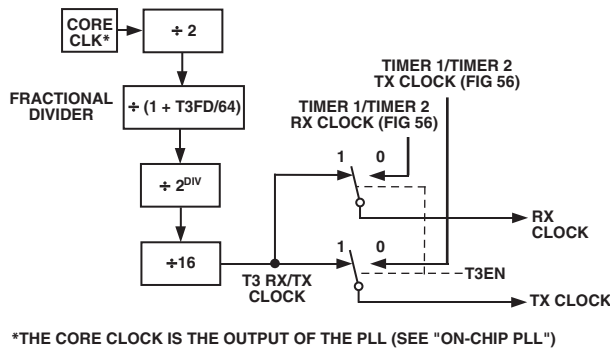 CORE
CLK*
÷ 2
FRACTIONAL
DIVIDER
÷ (1 + T3FD/64)
÷ 2DIV
÷16
T3 RX/TX
CLOCK
TIMER 1/TIMER 2
TX CLOCK (FIG 56)
TIMER 1/TIMER 2
RX CLOCK (FIG 56)
1 0
RX
CLOCK
1 0
T3EN
TX CLOCK
*THE CORE CLOCK IS THE OUTPUT OF THE PLL (SEE "ON-CHIP PLL")